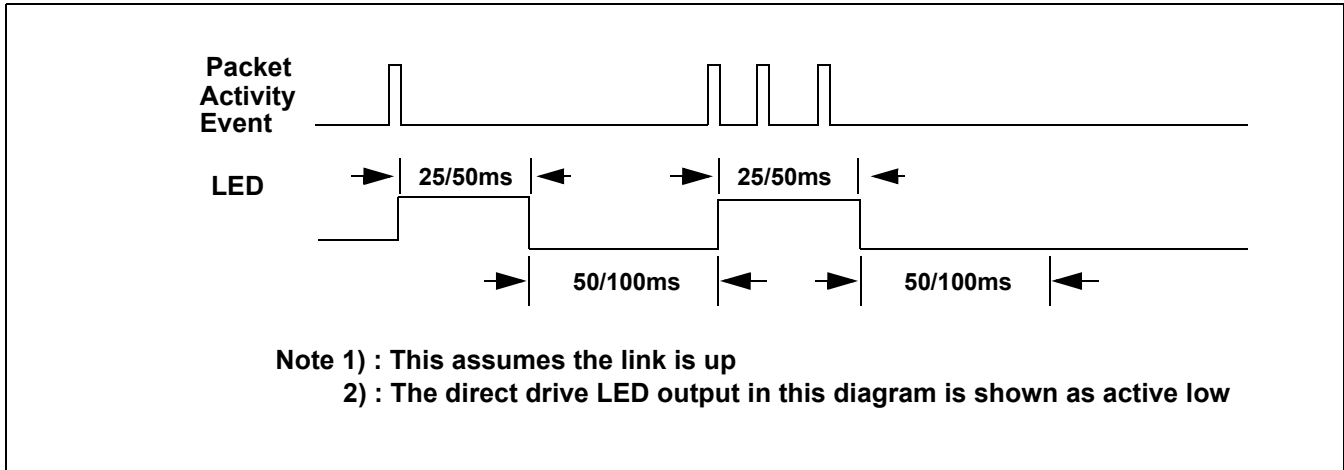 Packet
Activity
Event
LED
25/50ms
25/50ms
50/100ms
50/100ms
Note 1) : This assumes the link is up
2) : The direct drive LED output in this diagram is shown as active low